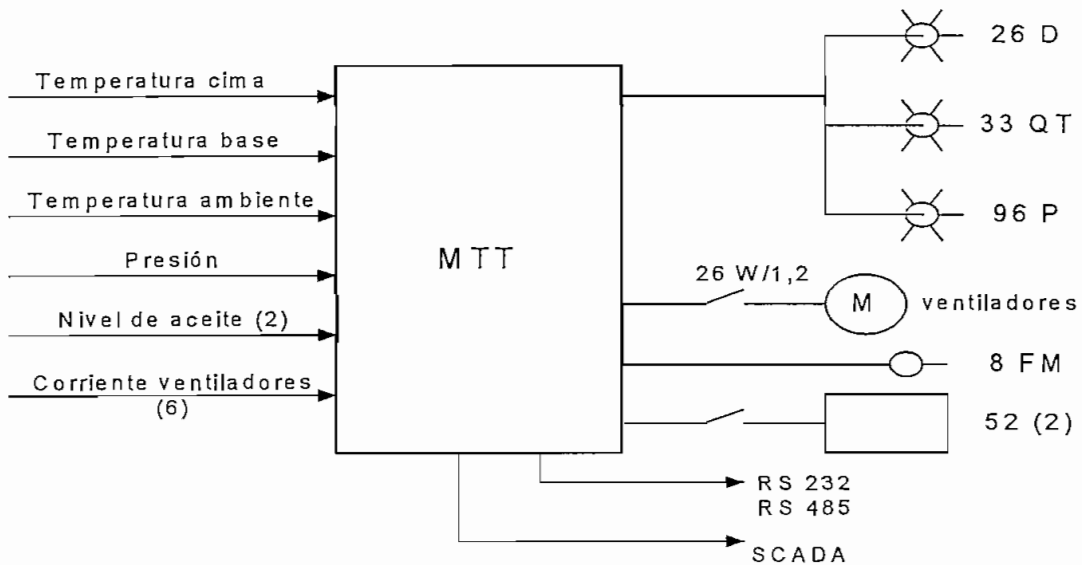 Temperatura cima
Temperatura base
Temperatura ambiente
Presión
Nivel de aceite (2)
Corriente ventiladores
(6)
MTT
26 D
33 QT
96 P
26 W/1,2
M
ventiladores
8 FM
52 (2)
RS 232
RS 485
SCADA